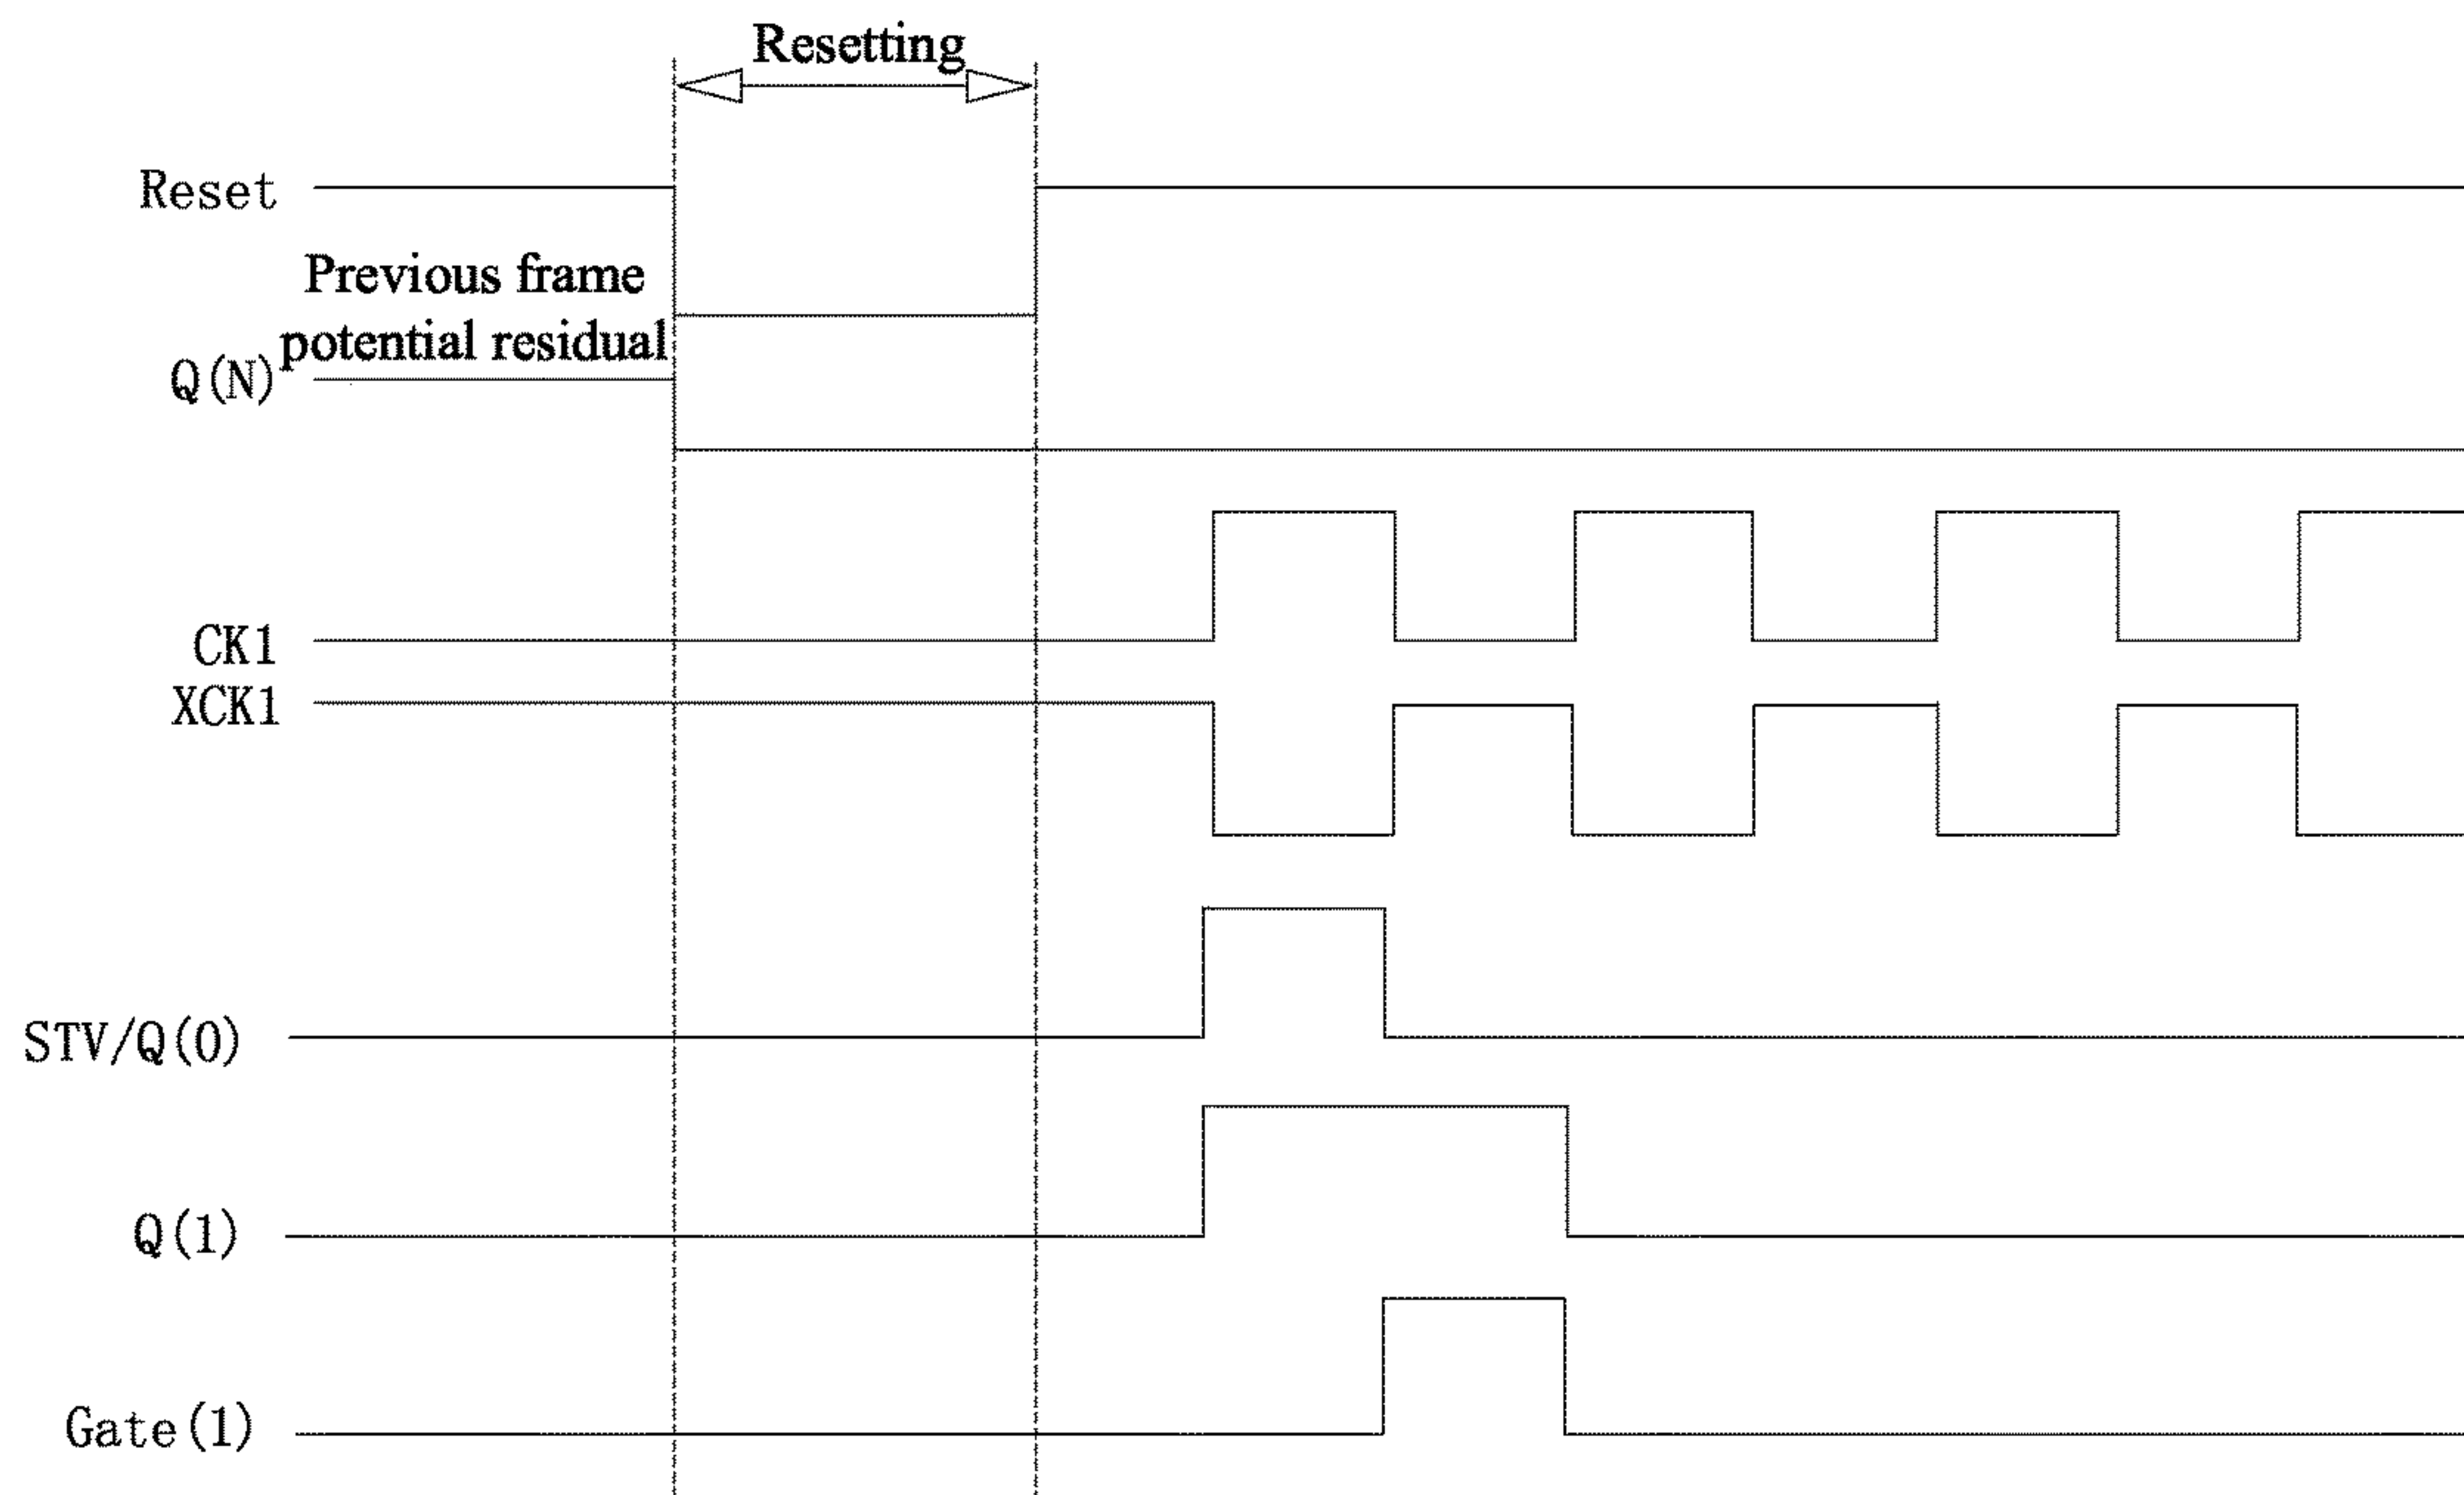 Resetting
Reset
Previous frame
potential residual
Q(N)
CK1
XCK1
STV/Q(0)
Q(1)
Gate(1)